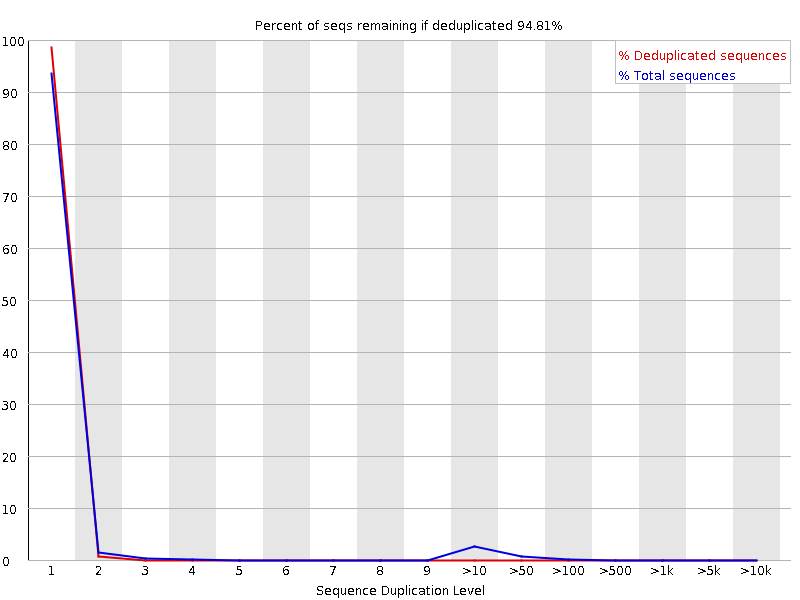 Percent of seqs remaining if deduplicated 94.81%
% Deduplicated sequences
% Total sequences
100
90
80
70
60
50
40
30
20
10
0
1 2 3 4 5 6 7 8 9 >10 >50 >100 >500 >1k >5k >10k
Sequence Duplication Level